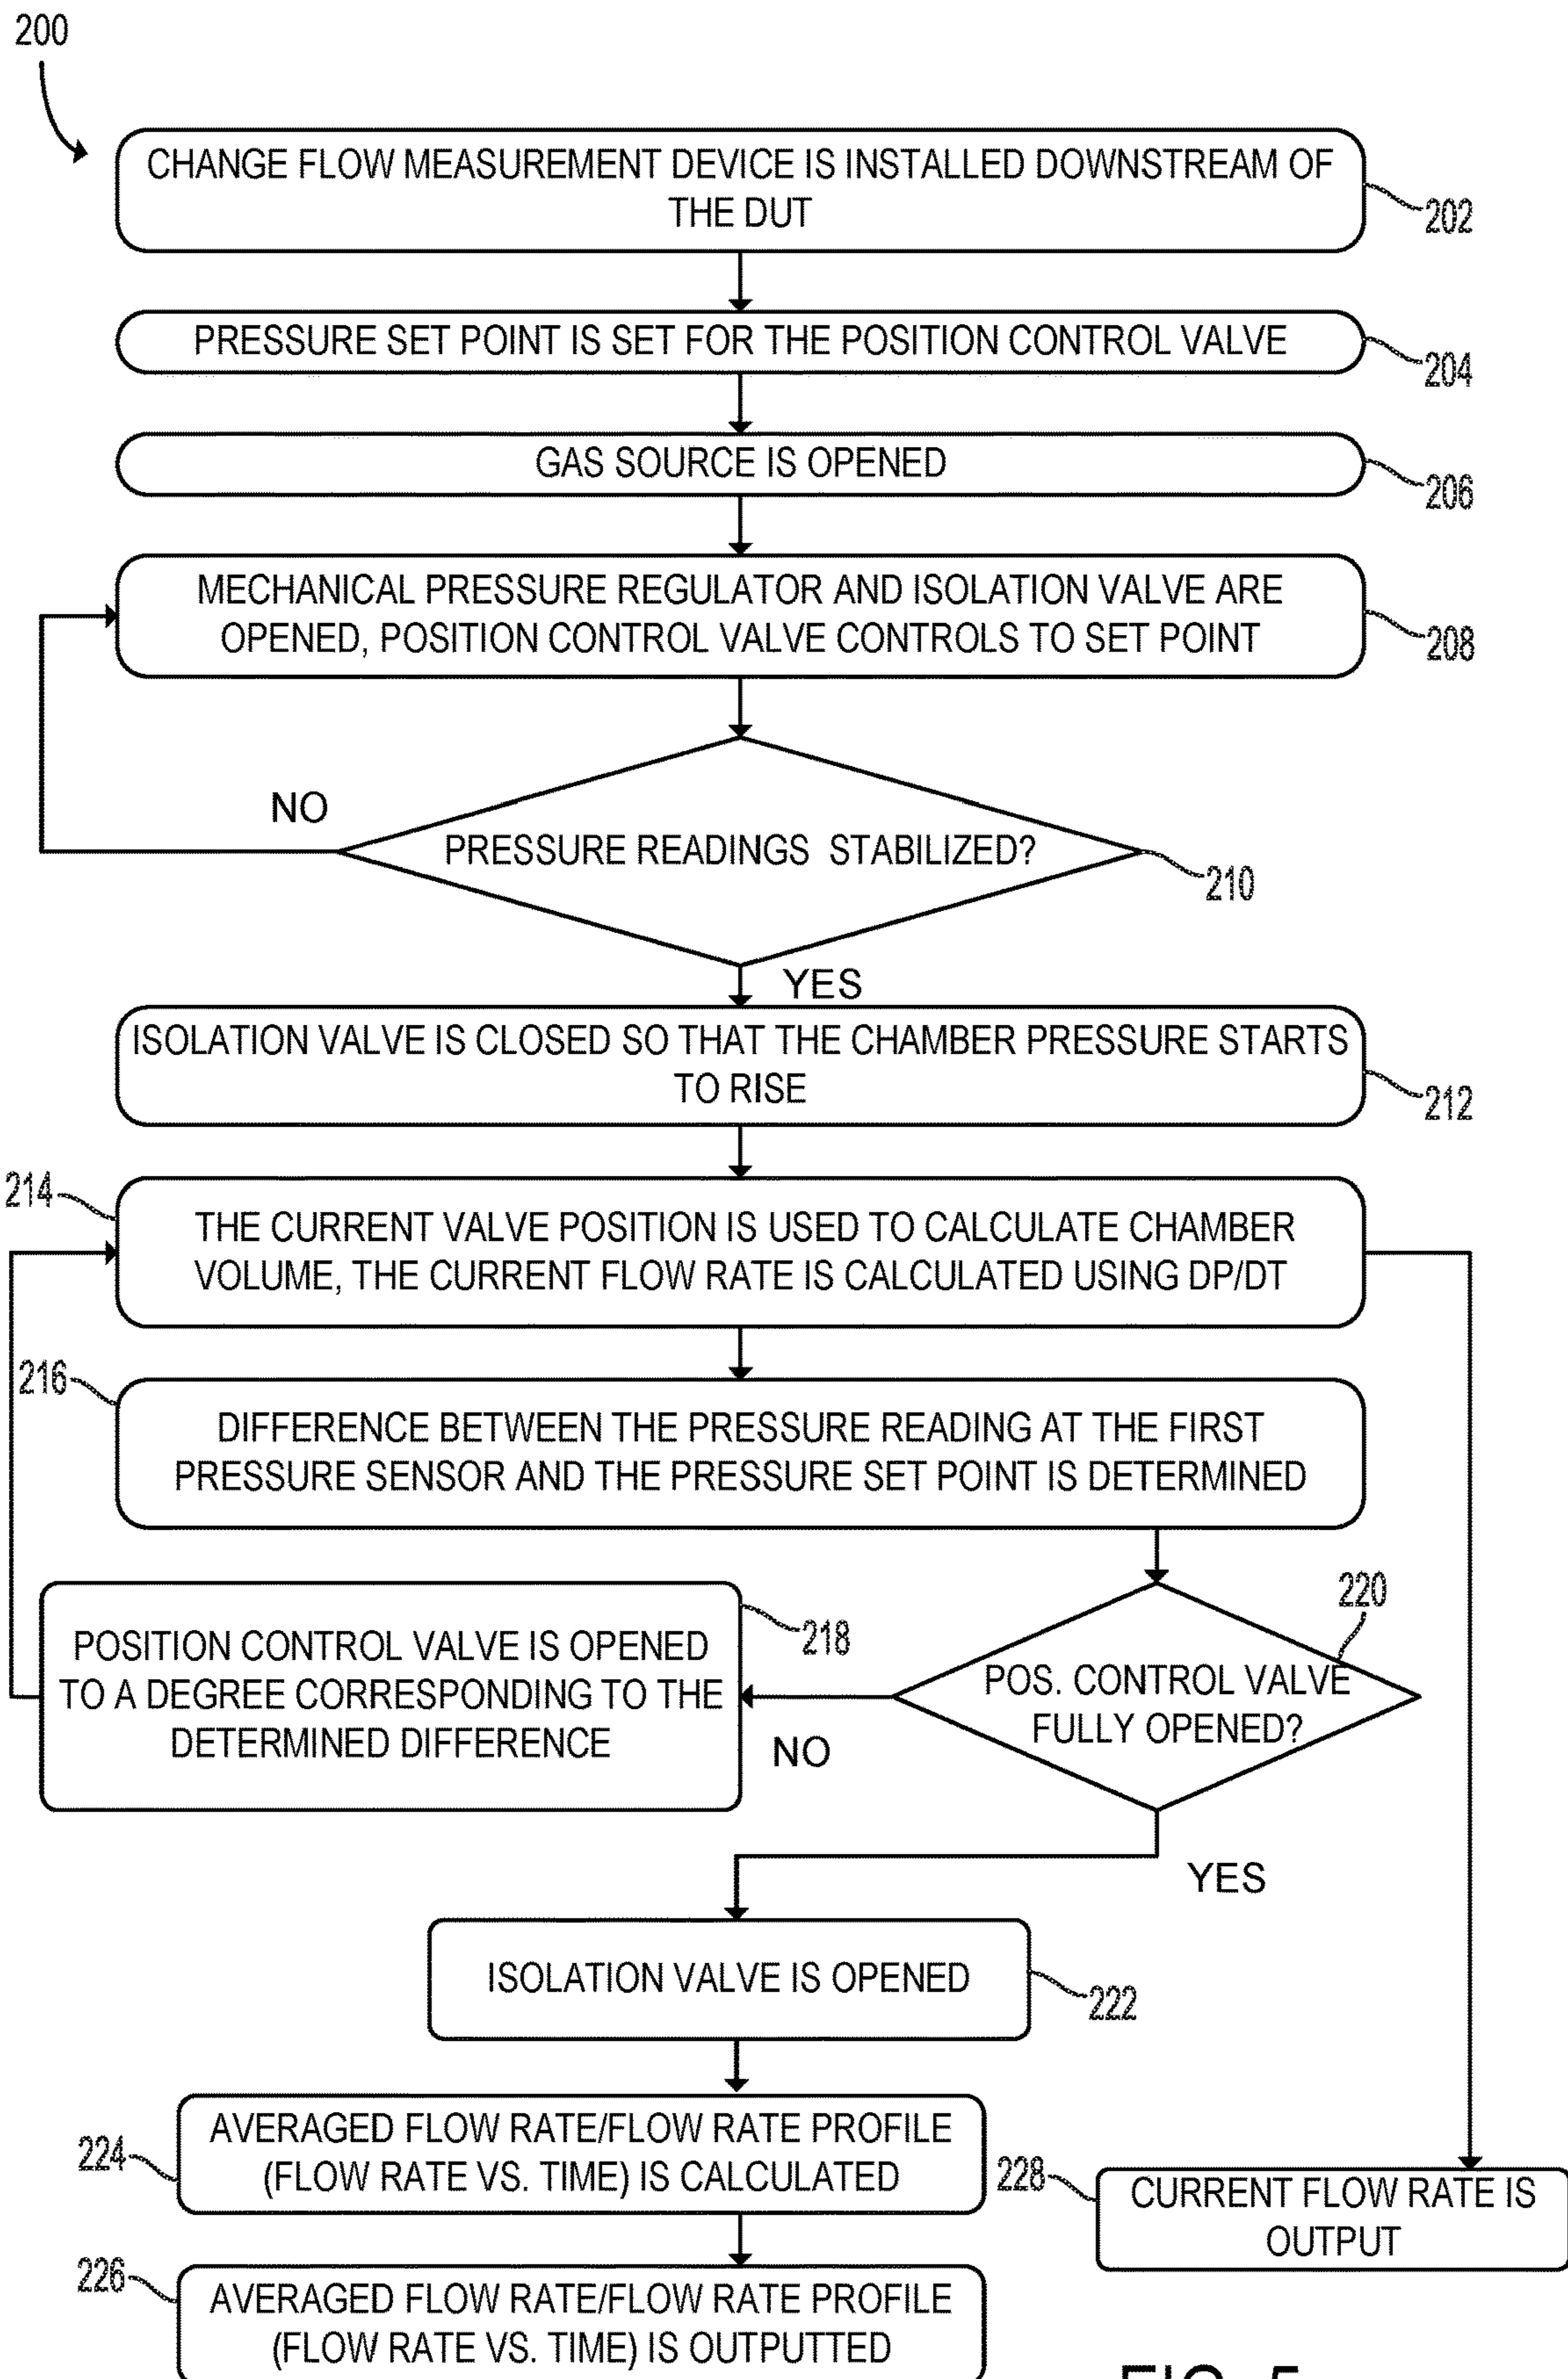 200
CHANGE FLOW MEASUREMENT DEVICE IS INSTALLED DOWNSTREAM OF
THE DUT
202
PRESSURE SET POINT IS SET FOR THE POSITION CONTROL VALVE
204
GAS SOURCE IS OPENED
206
MECHANICAL PRESSURE REGULATOR AND ISOLATION VALVE ARE
OPENED, POSITION CONTROL VALVE CONTROLS TO SET POINT
208
NO
PRESSURE READINGS STABILIZED?
210
YES
ISOLATION VALVE IS CLOSED SO THAT THE CHAMBER PRESSURE STARTS
TO RISE
212
214
THE CURRENT VALVE POSITION IS USED TO CALCULATE CHAMBER
VOLUME, THE CURRENT FLOW RATE IS CALCULATED USING DP/DT
216
DIFFERENCE BETWEEN THE PRESSURE READING AT THE FIRST
PRESSURE SENSOR AND THE PRESSURE SET POINT IS DETERMINED
220
218
POSITION CONTROL VALVE IS OPENED
TO A DEGREE CORRESPONDING TO THE
DETERMINED DIFFERENCE
POS. CONTROL VALVE
FULLY OPENED?
NO
YES
ISOLATION VALVE IS OPENED
222
224
AVERAGED FLOW RATE/FLOW RATE PROFILE
(FLOW RATE VS. TIME) IS CALCULATED
228
CURRENT FLOW RATE IS
OUTPUT
226
AVERAGED FLOW RATE/FLOW RATE PROFILE
(FLOW RATE VS. TIME) IS OUTPUTTED
FIG. 5